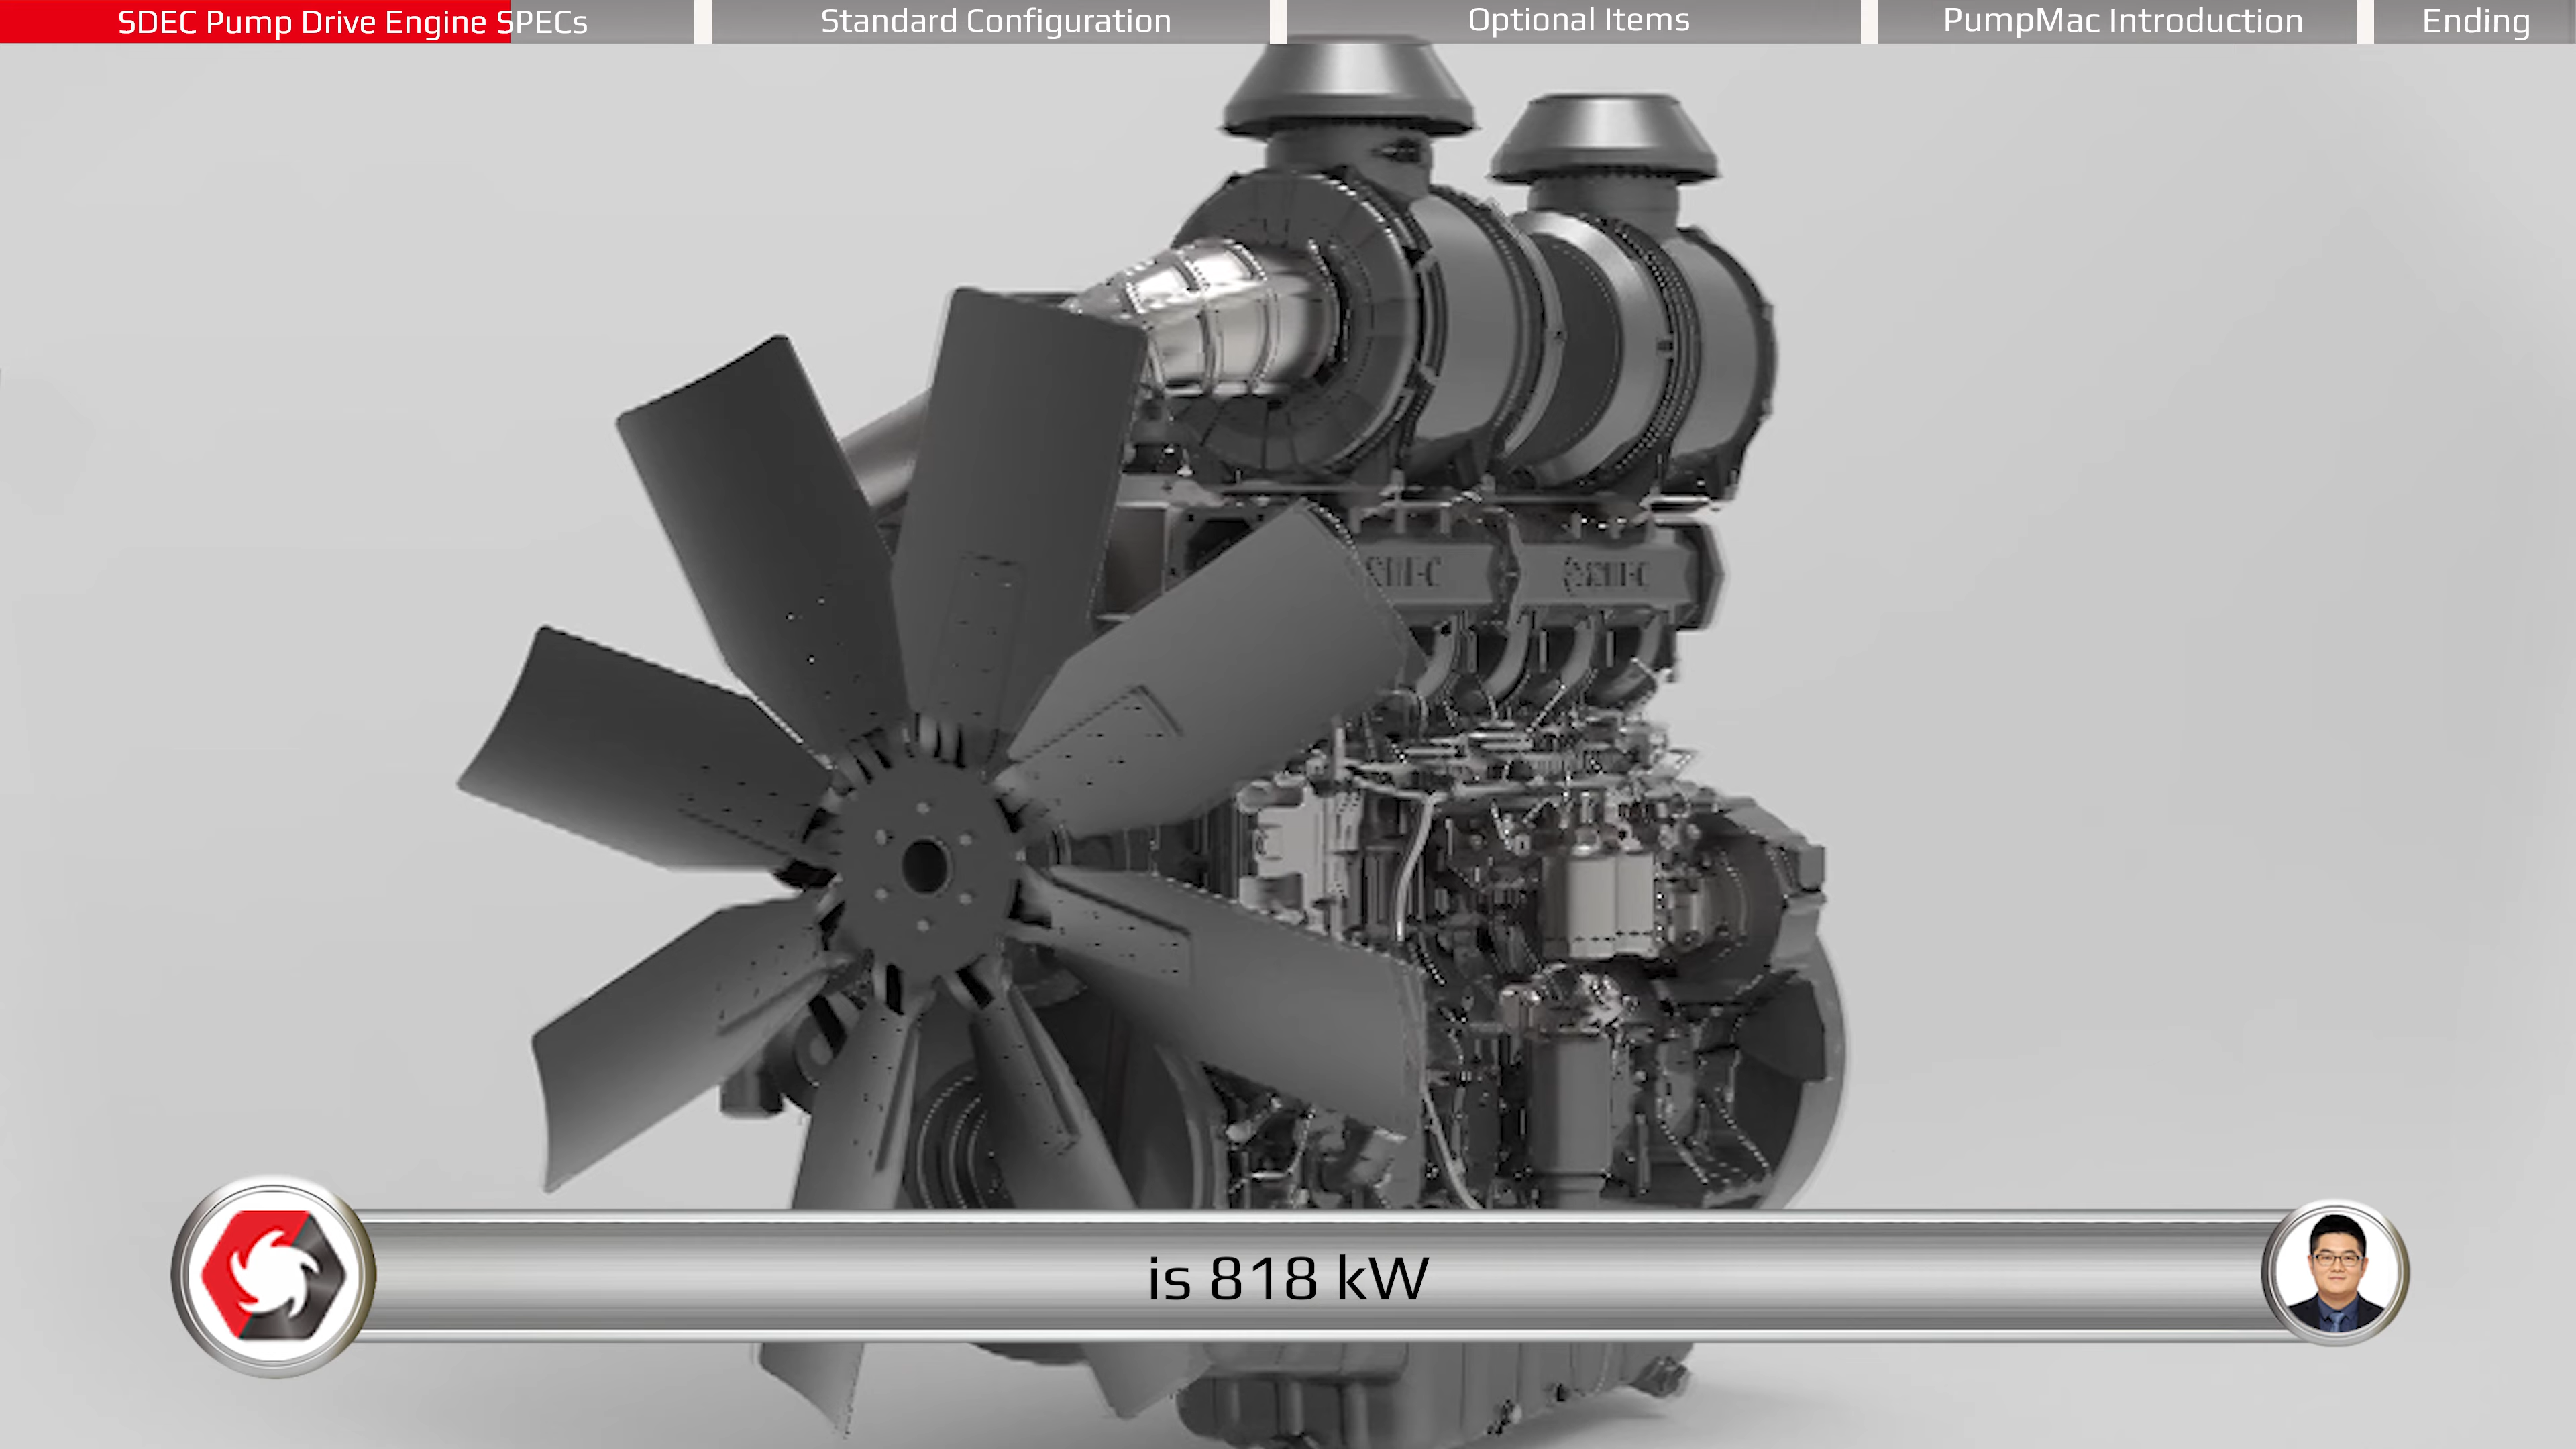 SDEC Pump Drive Engine SPECs
Standard Configuration
Optional Items
PumpMac Introduction
Ending
is 818 kW